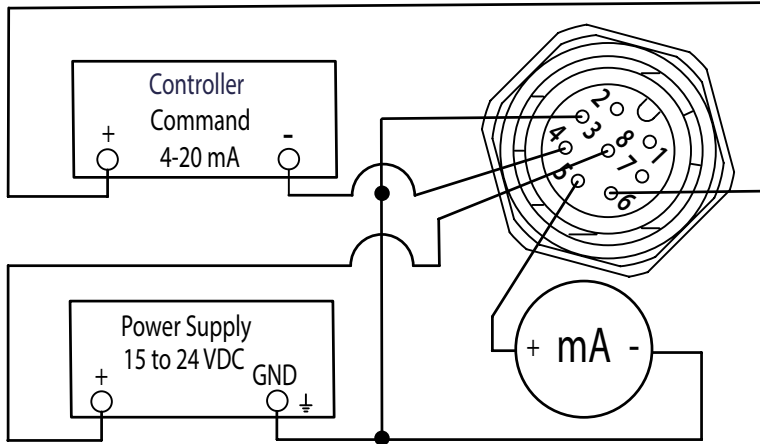 Controller
Command
4-20 mA
+
-
2
3
4
8
1
5
7
6
Power Supply
15 to 24 VDC
+
GND
+ mA -